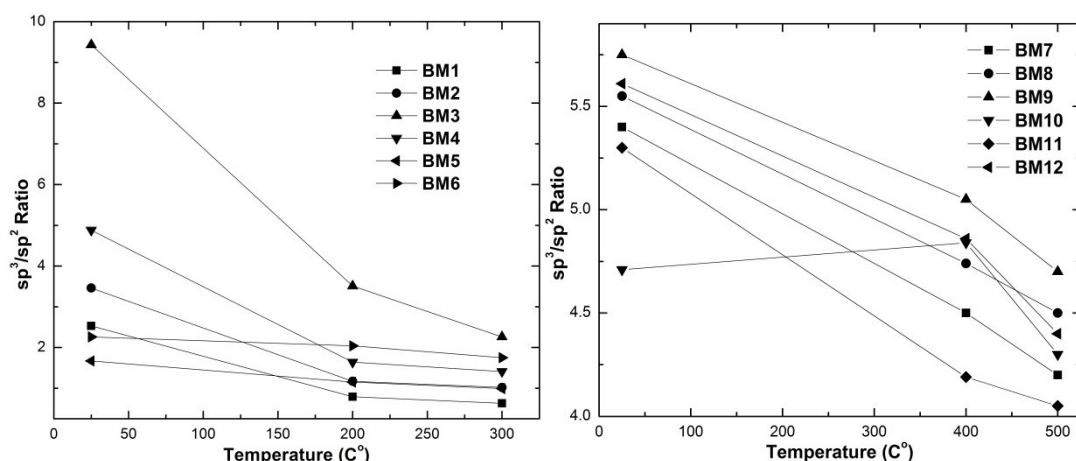 10
8
6
4
2
0
50
100
150
200
250
300
sp³/sp² Ratio
Temperature (Cᵒ)
BM1
BM2
BM3
BM4
BM5
BM6
5.5
5.0
4.5
4.0
0
100
200
300
400
500
sp³/sp² Ratio
Temperature (Cᵒ)
BM7
BM8
BM9
BM10
BM11
BM12